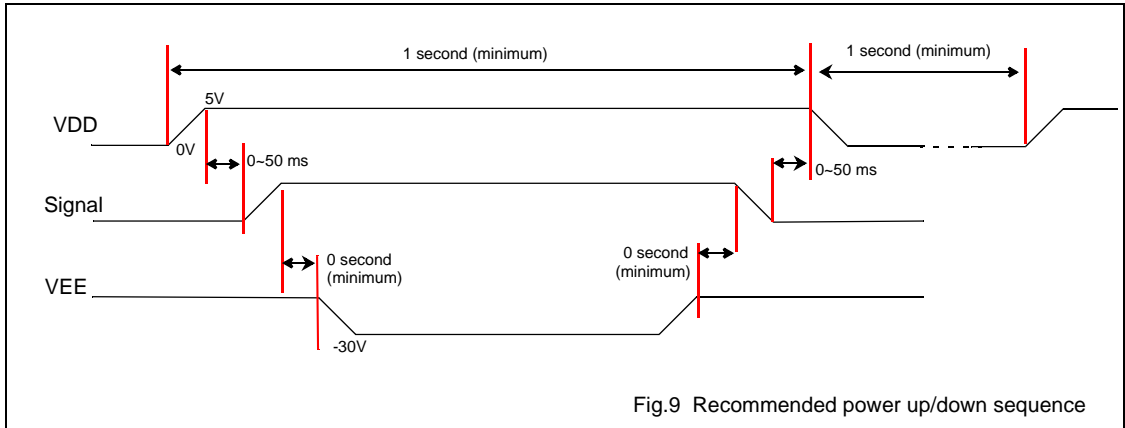 1 second (minimum)
1 second (minimum)
5V
VDD
0V
0~50 ms
0~50 ms
Signal
0 second
(minimum)
0 second
(minimum)
VEE
-30V
Fig.9 Recommended power up/down sequence